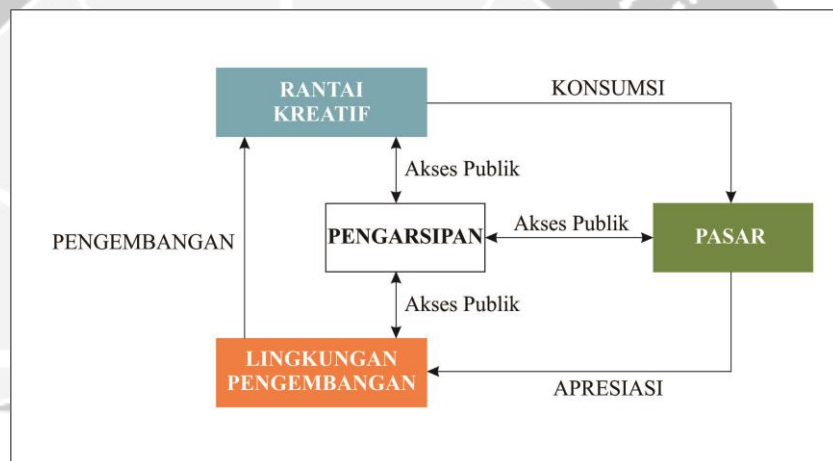 RANTAI
KREATIF
KONSUMSI
Akses Publik
PENGEMBANGAN
PENGARSIPAN
Akses Publik
PASAR
Akses Publik
LINGKUNGAN
PENGEMBANGAN
APRESIASI